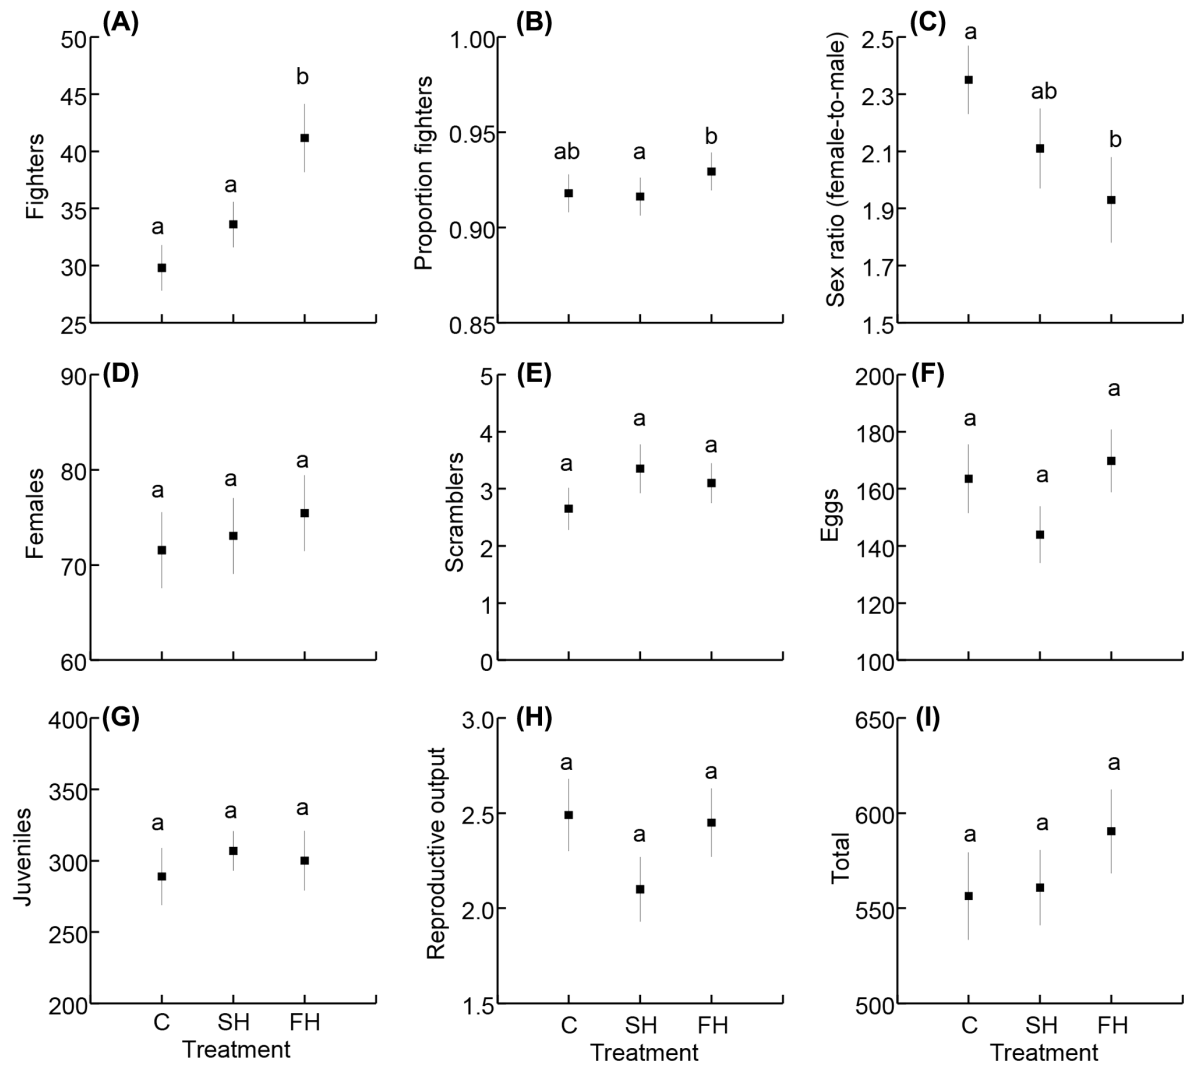 (A)
50
45
40
35
30
25
Fighters
a
a
b
(B)
1.00
0.95
0.90
0.85
Proportion fighters
ab
a
b
(C)
2.5
2.3
2.1
1.9
1.7
1.5
Sex ratio (female-to-male)
a
ab
b
(D)
90
80
70
60
Females
a
a
a
(E)
5
4
3
2
1
0
Scramblers
a
a
a
(F)
200
180
160
140
120
100
Eggs
a
a
a
(G)
400
350
300
250
200
Juveniles
a
a
a
C SH FH
Treatment
(H)
3.0
2.5
2.0
1.5
Reproductive output
a
a
a
C SH FH
Treatment
(I)
650
600
550
500
Total
a
a
a
C SH FH
Treatment